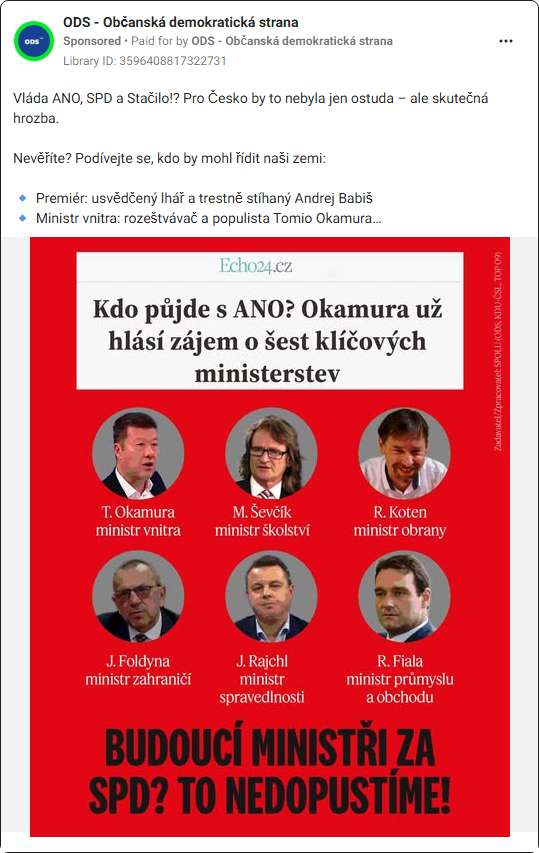 ODS - Občanská demokratická strana
ODS
Sponsored • Paid for by ODS - Občanská demokratická strana
Library ID: 3596408817322731
Vláda ANO, SPD a Stačilo!? Pro Česko by to nebyla jen ostuda – ale skutečná
hrozba.
Nevěříte? Podívejte se, kdo by mohl řídit naši zemi:
🔹 Premiér: usvědčený lhář a trestně stíhaný Andrej Babiš
🔹 Ministr vnitra: rozeštvávač a populista Tomio Okamura...
Echo24.cz
Kdo půjde s ANO? Okamura už
hlásí zájem o šest klíčových
ministerstev
Zadavatel/Zpracovatel: SPOLU (ODS, KDU-ČSL, TOP 09)
T. Okamura
ministr vnitra
M. Ševčík
ministr školství
R. Koten
ministr obrany
J. Foldyna
ministr zahraničí
J. Rajchl
ministr
spravedlnosti
R. Fiala
ministr průmyslu
a obchodu
BUDOUCÍ MINISTŘI ZA
SPD? TO NEDOPUSTÍME!